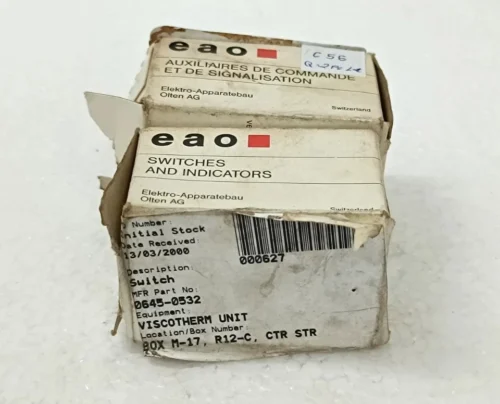 eao
AUXILIAIRES DE COMMANDE
ET DE SIGNALISATION
Elektro-Apparatebau
Olten AG
Switzerland
C 56
eao
SWITCHES
AND INDICATORS
Elektro-Apparatebau
Olten AG
Switzerland
Number:
Initial Stock
Date Received:
13/03/2000
000627
Description:
Switch
MFR Part No:
0645-0532
Equipment:
VISCOTHERM UNIT
Location/Box Number:
BOX M-17, R12-C, CTR STR